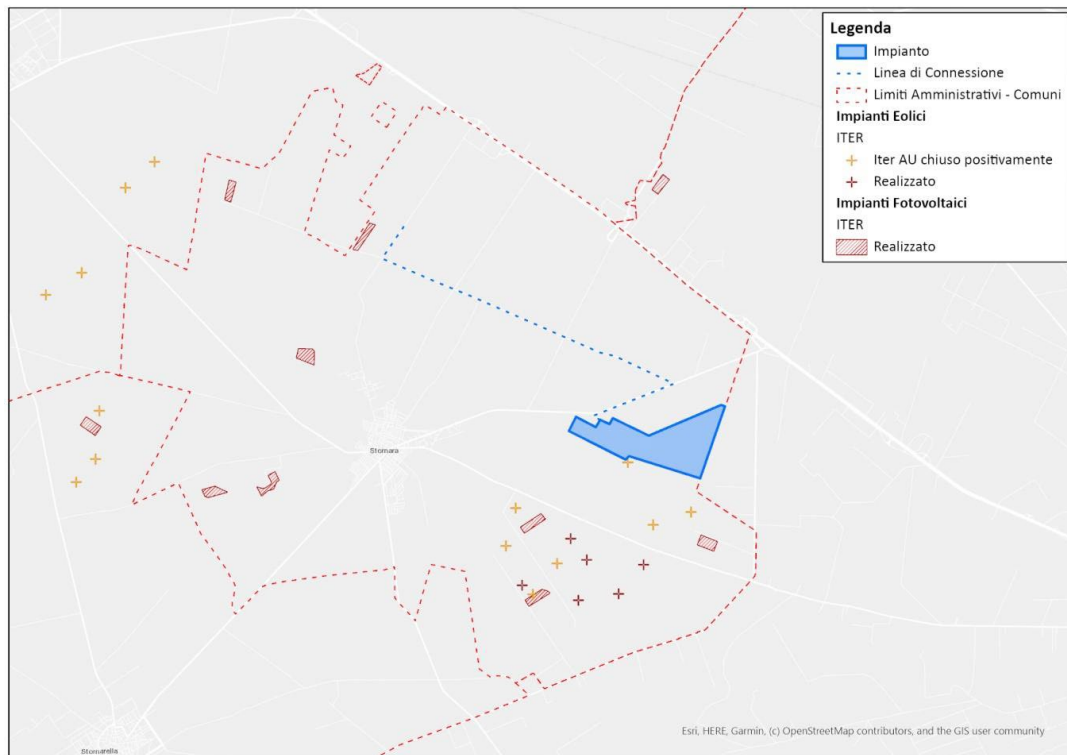 Legenda
Impianto
Linea di Connessione
Limiti Amministrativi - Comuni
Impianti Eolici
ITER
Iter AU chiuso positivamente
Realizzato
Impianti Fotovoltaici
ITER
Realizzato
Stornara
Stornarella
Esri, HERE, Garmin, (c) OpenStreetMap contributors, and the GIS user community